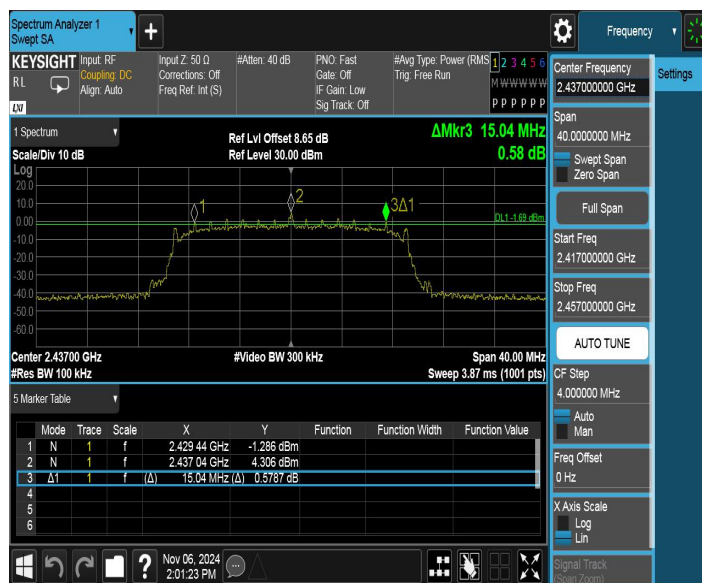 Spectrum Analyzer 1
Swept SA
Frequency
KEYSIGHT
RL
LXI
Input: RF
Coupling: DC
Align: Auto
Input Z: 50 Ω
Corrections: Off
Freq Ref: Int (S)
#Atten: 40 dB
PNO: Fast
Gate: Off
IF Gain: Low
Sig Track: Off
#Avg Type: Power (RMS
Trig: Free Run
1 2 3 4 5 6
M W W W W W
P P P P P P
Center Frequency
2.437000000 GHz
Settings
Span
40.0000000 MHz
Swept Span
Zero Span
Full Span
Start Freq
2.417000000 GHz
Stop Freq
2.457000000 GHz
AUTO TUNE
CF Step
4.000000 MHz
Auto
Man
Freq Offset
0 Hz
X Axis Scale
Log
Lin
Signal Track
(Span Zoom)
1 Spectrum
Scale/Div 10 dB
Ref Lvl Offset 8.65 dB
Ref Level 30.00 dBm
ΔMkr3 15.04 MHz
0.58 dB
Log
20.0
10.0
0.00
-10.0
-20.0
-30.0
-40.0
-50.0
-60.0
1
2
3Δ1
DL1 -1.69 dBm
Center 2.43700 GHz
#Video BW 300 kHz
Span 40.00 MHz
#Res BW 100 kHz
Sweep 3.87 ms (1001 pts)
5 Marker Table
Mode Trace Scale X Y Function Function Width Function Value
1 N 1 f 2.429 44 GHz -1.286 dBm
2 N 1 f 2.437 04 GHz 4.306 dBm
3 Δ1 1 f (Δ) 15.04 MHz (Δ) 0.5787 dB
4
5
6
Nov 06, 2024
2:01:23 PM